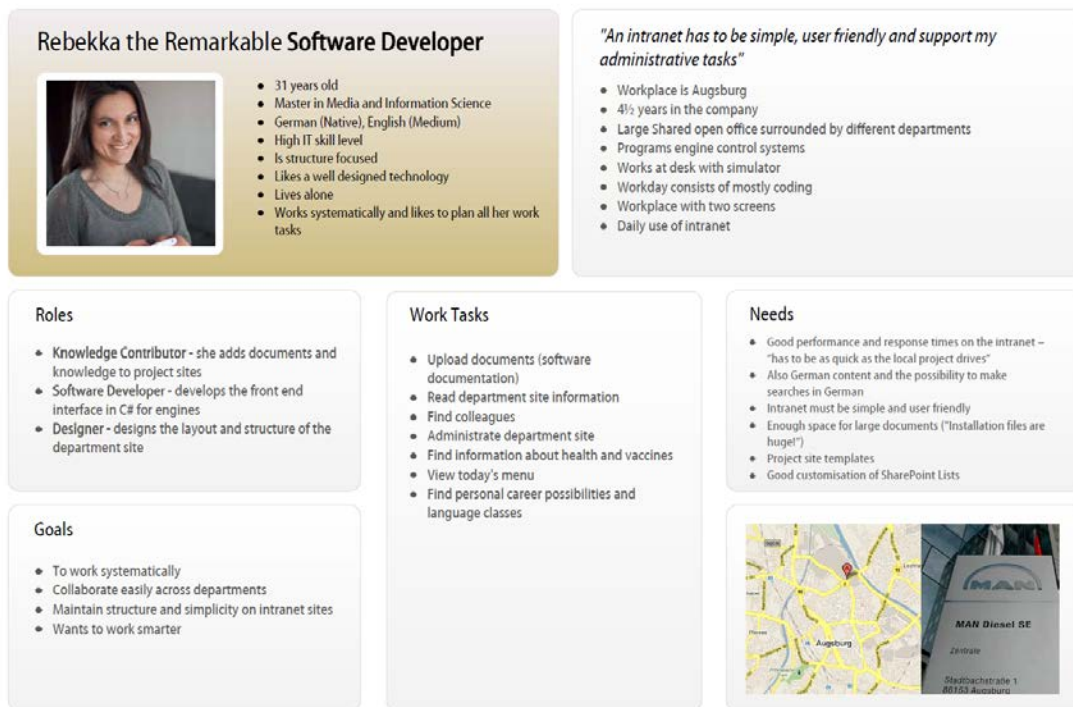 Rebekka the Remarkable Software Developer
31 years old
Master in Media and Information Science
German (Native), English (Medium)
High IT skill level
Is structure focused
Likes a well designed technology
Lives alone
Works systematically and likes to plan all her work
tasks
"An intranet has to be simple, user friendly and support my
administrative tasks"
Workplace is Augsburg
4½ years in the company
Large Shared open office surrounded by different departments
Programs engine control systems
Works at desk with simulator
Workday consists of mostly coding
Workplace with two screens
Daily use of intranet
Roles
Knowledge Contributor - she adds documents and
knowledge to project sites
Software Developer - develops the front end
interface in C# for engines
Designer - designs the layout and structure of the
department site
Goals
To work systematically
Collaborate easily across departments
Maintain structure and simplicity on intranet sites
Wants to work smarter
Work Tasks
Upload documents (software
documentation)
Read department site information
Find colleagues
Administrate department site
Find information about health and vaccines
View today's menu
Find personal career possibilities and
language classes
Needs
Good performance and response times on the intranet –
"has to be as quick as the local project drives"
Also German content and the possibility to make
searches in German
Intranet must be simple and user friendly
Enough space for large documents ("Installation files are
huge!")
Project site templates
Good customisation of SharePoint Lists
A
Augsburg
MAN
MAN Diesel SE
Zentrale
Stadtbachstraße 1
86153 Augsburg